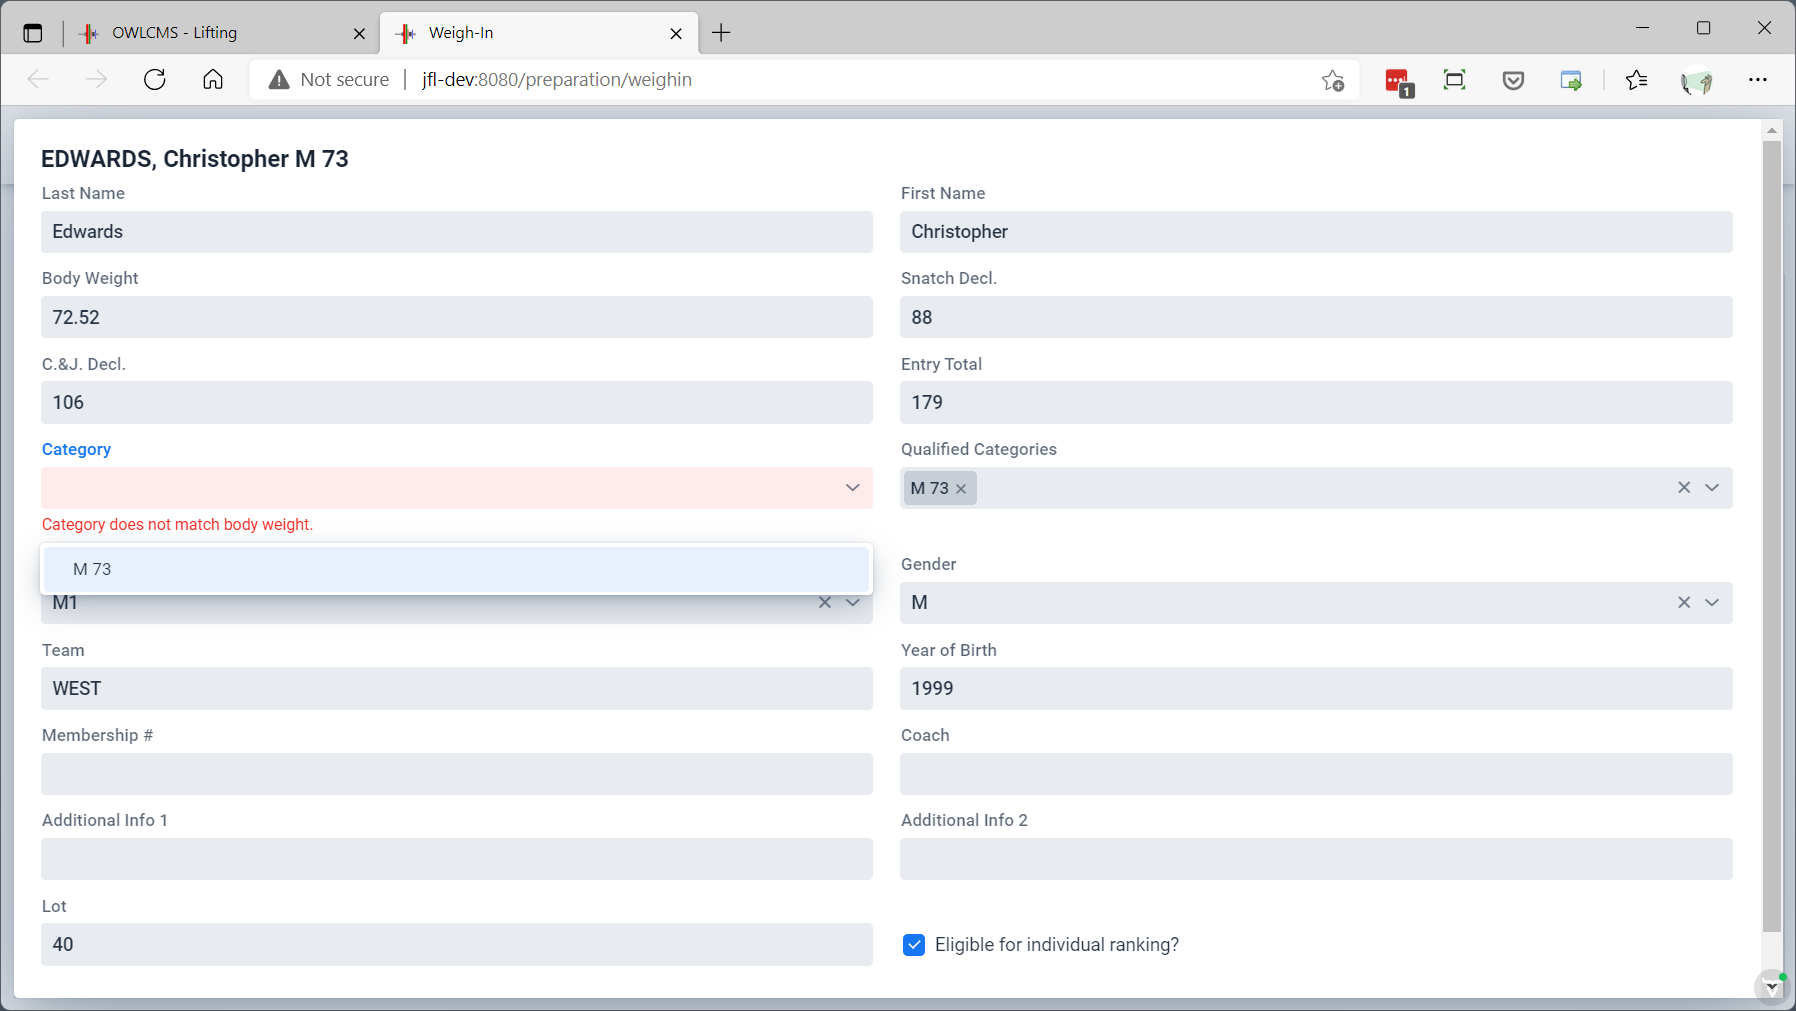 OWLCMS - Lifting
Weigh-In
Not secure
jfl-dev:8080/preparation/weighin
1
EDWARDS, Christopher M 73
Last Name
First Name
Edwards
Christopher
Body Weight
Snatch Decl.
72.52
88
C.&J. Decl.
Entry Total
106
179
Category
Qualified Categories
M 73
Category does not match body weight.
M 73
Gender
M1
M
Team
Year of Birth
WEST
1999
Membership #
Coach
Additional Info 1
Additional Info 2
Lot
40
Eligible for individual ranking?